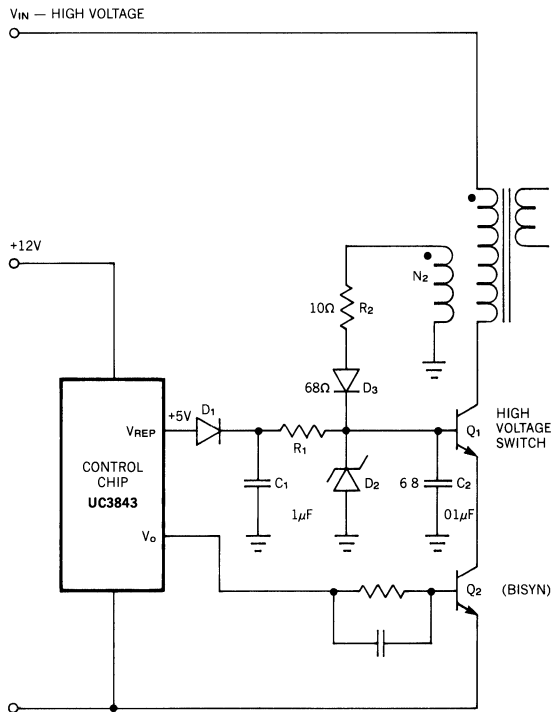 VIN — HIGH VOLTAGE
+12V
N2
10Ω
R2
68Ω
D3
+5V
D1
VREP
R1
Q1
HIGH
VOLTAGE
SWITCH
CONTROL
CHIP
UC3843
C1
D2
6 8
C2
1µF
01µF
Vo
Q2
(BISYN)